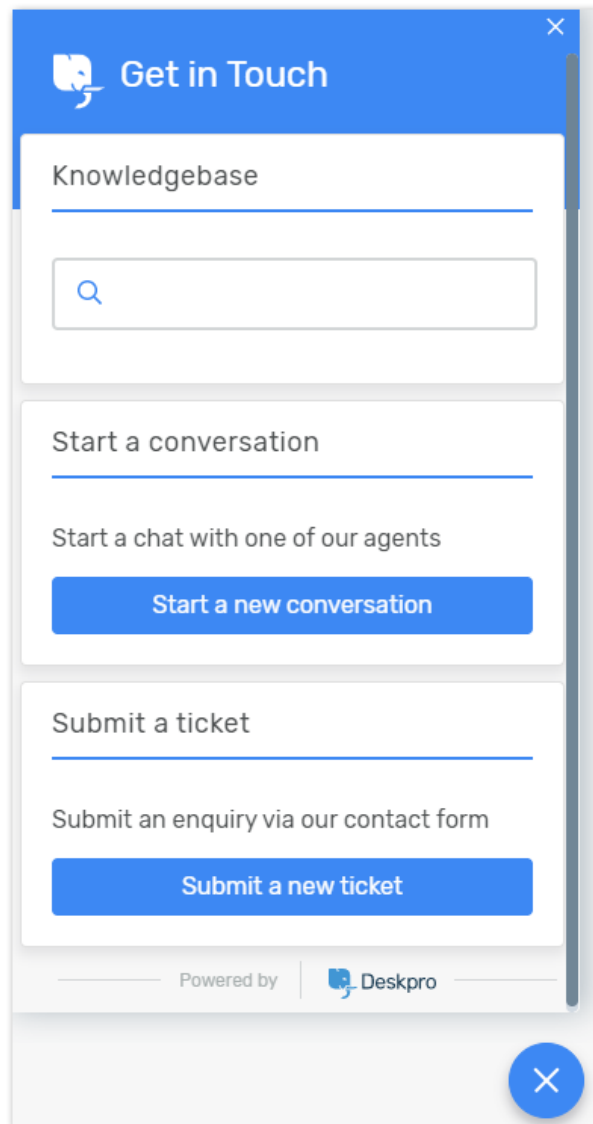 Get in Touch
Knowledgebase
Start a conversation
Start a chat with one of our agents
Start a new conversation
Submit a ticket
Submit an enquiry via our contact form
Submit a new ticket
Powered by Deskpro